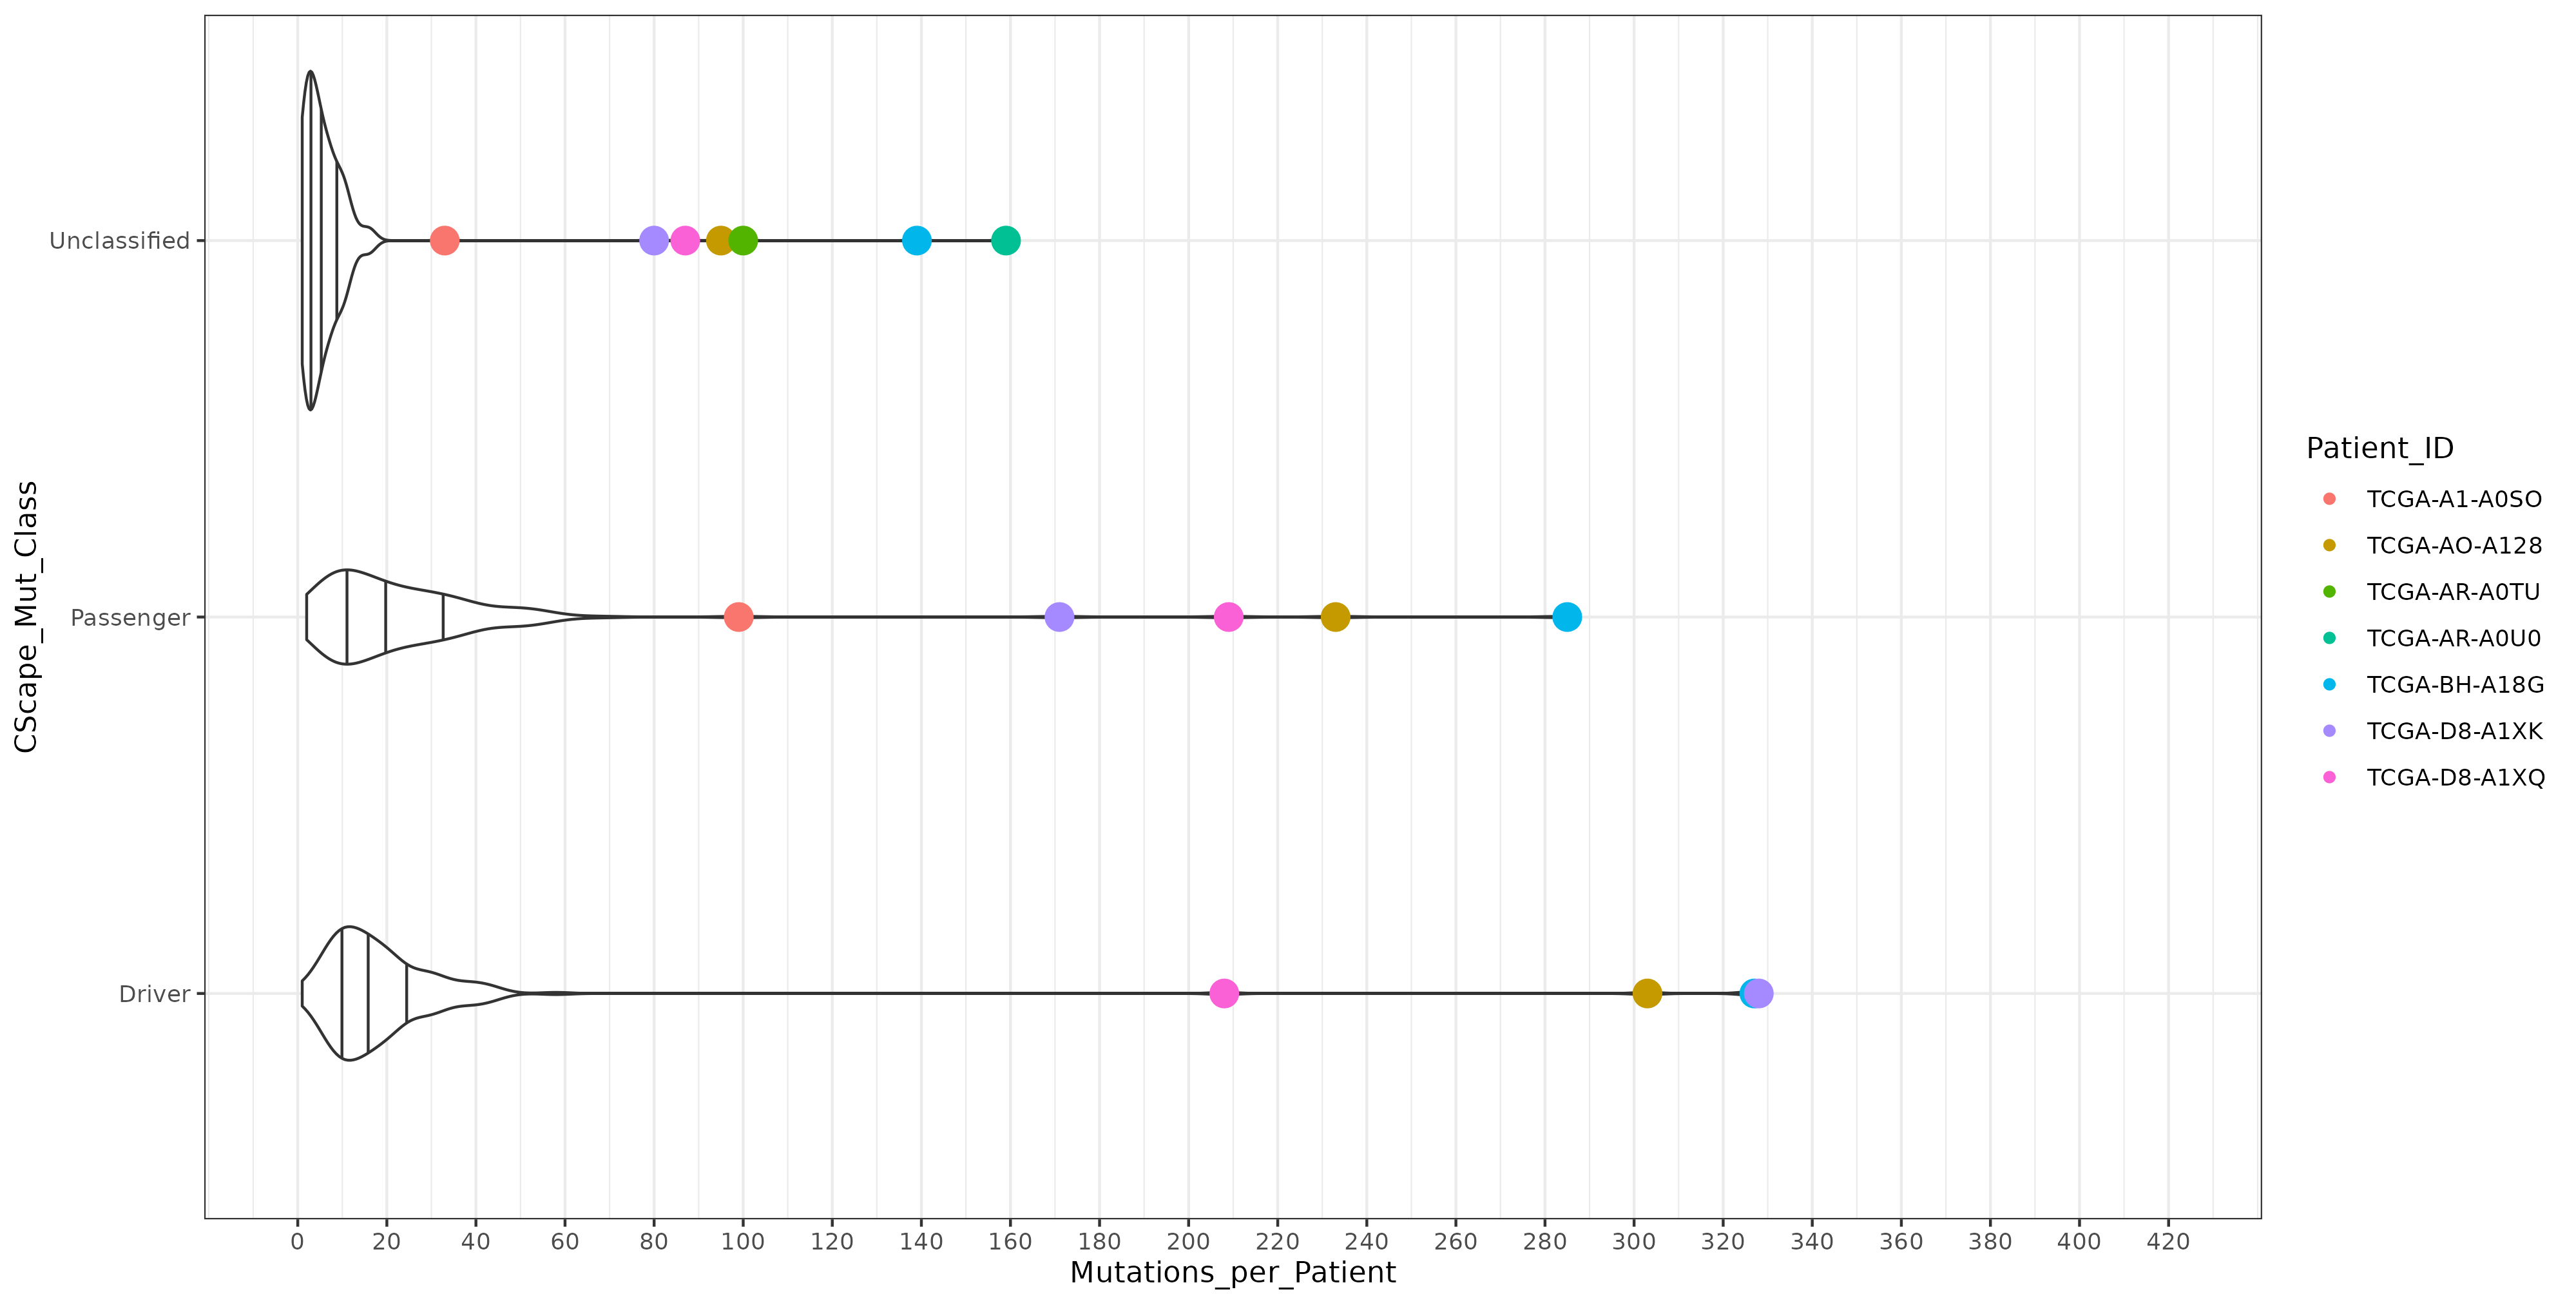 Unclassified
Passenger
Driver
CScape_Mut_Class
0 20 40 60 80 100 120 140 160 180 200 220 240 260 280 300 320 340 360 380 400 420
Mutations_per_Patient
Patient_ID
TCGA-A1-A0SO
TCGA-AO-A128
TCGA-AR-A0TU
TCGA-AR-A0U0
TCGA-BH-A18G
TCGA-D8-A1XK
TCGA-D8-A1XQ